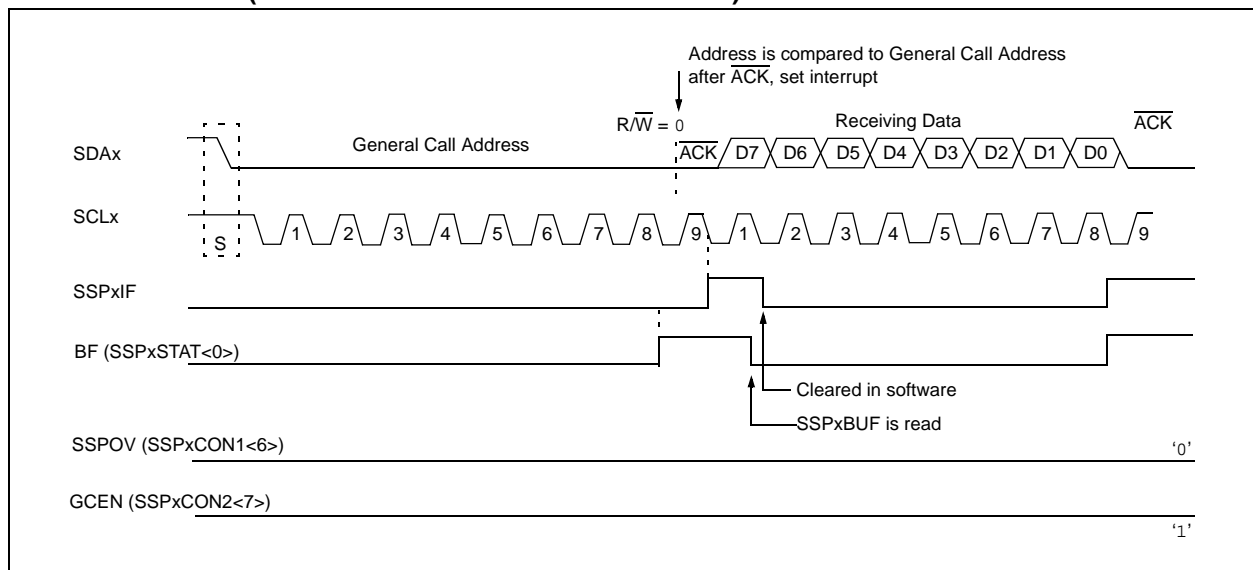 Address is compared to General Call Address
after ACK, set interrupt
R/W = 0
Receiving Data
ACK
SDAx
General Call Address
ACK
D7 D6 D5 D4 D3 D2 D1 D0
SCLx
S
1 2 3 4 5 6 7 8 9 1 2 3 4 5 6 7 8 9
SSPxIF
BF (SSPxSTAT<0>)
Cleared in software
SSPxBUF is read
SSPOV (SSPxCON1<6>)
‘0’
GCEN (SSPxCON2<7>)
‘1’